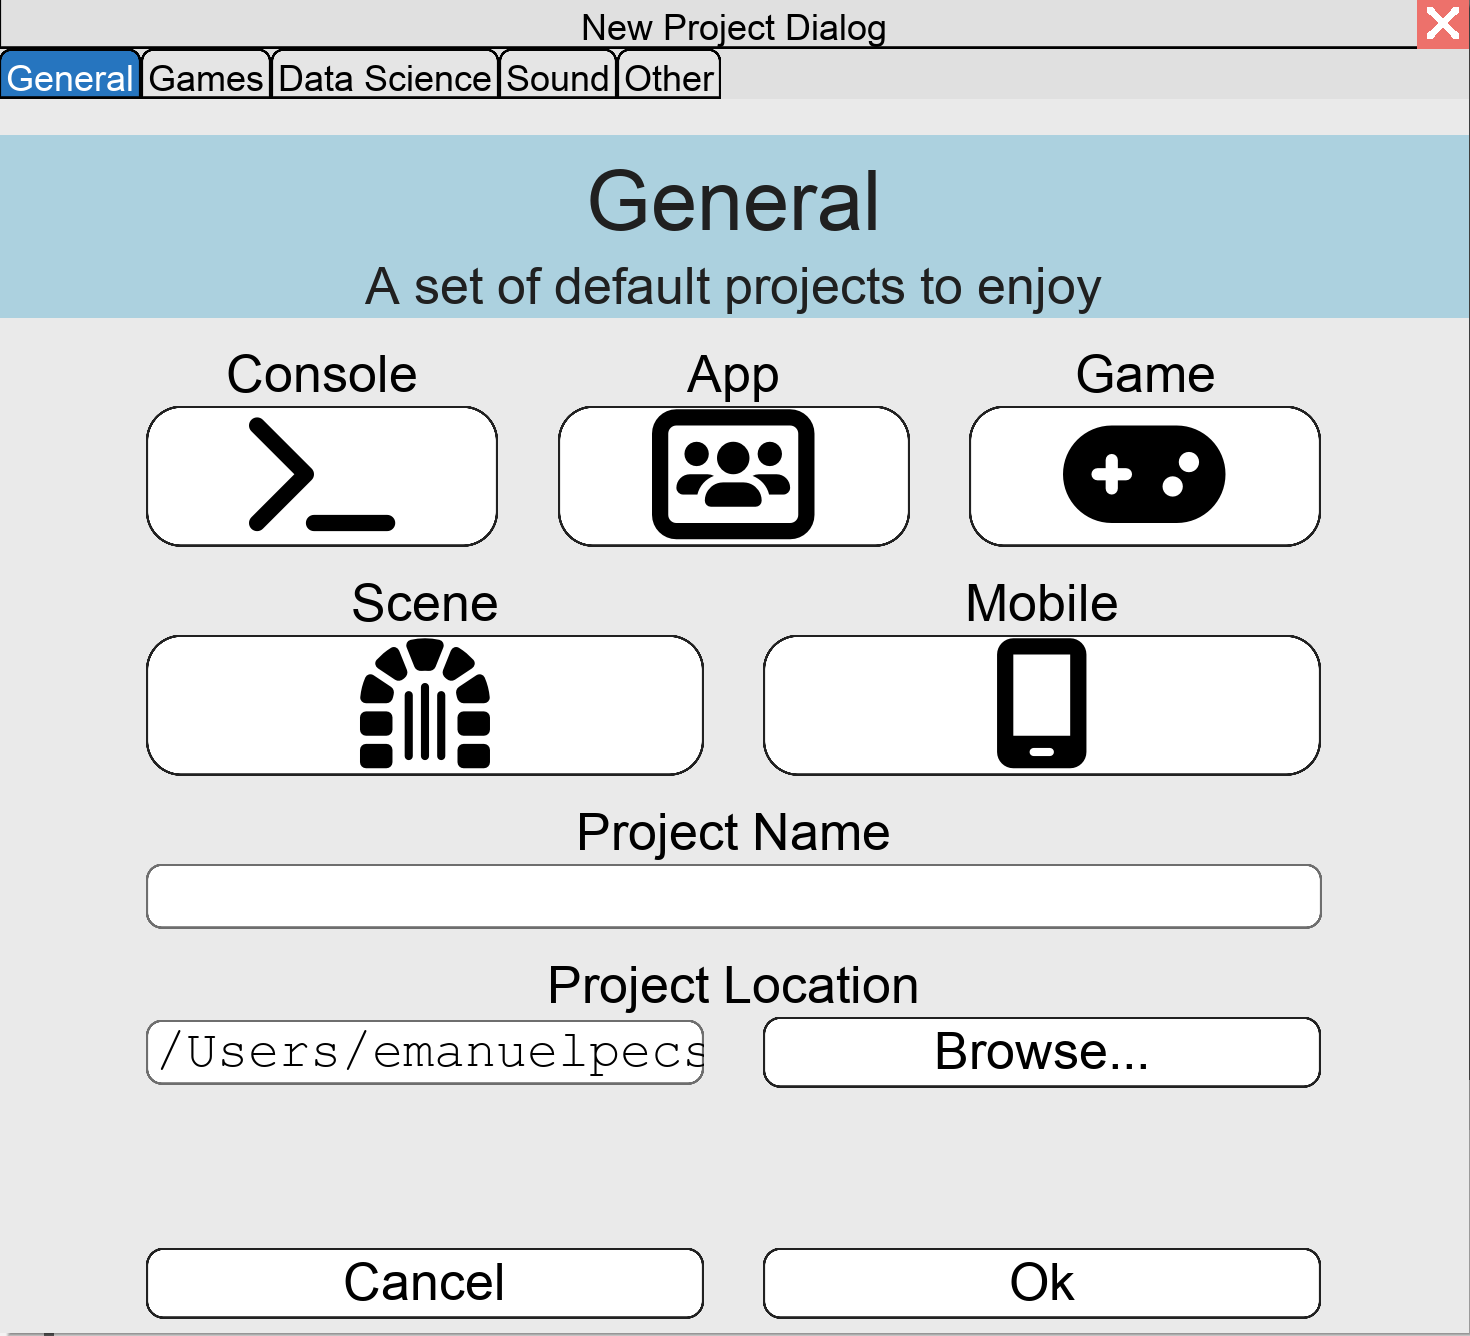 New Project Dialog
General Games Data Science Sound Other
General
A set of default projects to enjoy
Console App Game
Scene Mobile
Project Name
Project Location
/Users/emanuelpecs Browse...
Cancel Ok